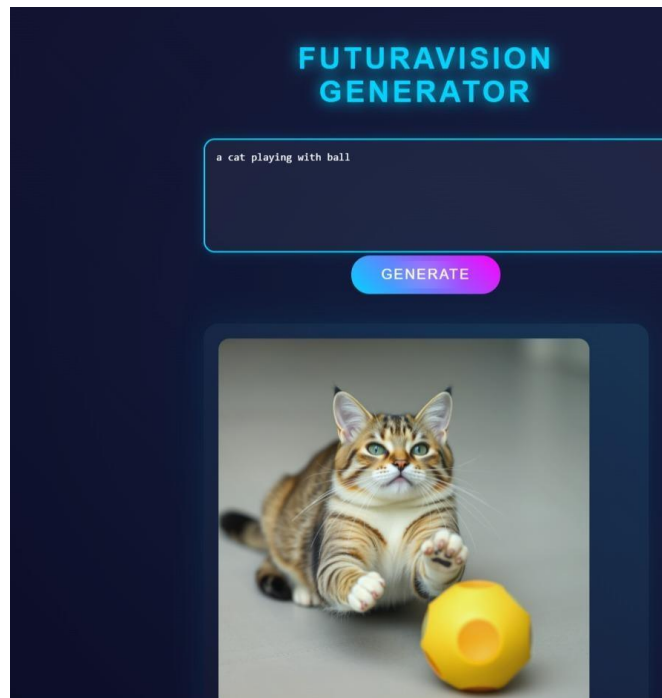 FUTURAVISION
GENERATOR
a cat playing with ball
GENERATE